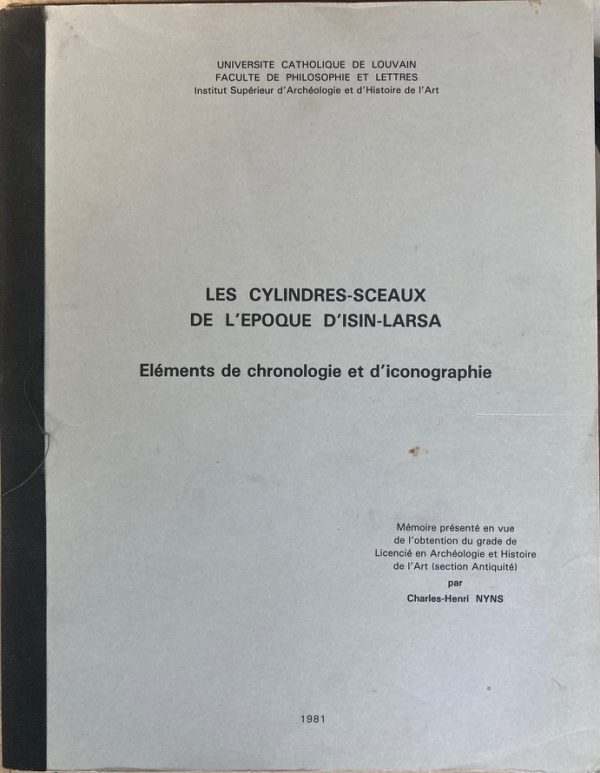 UNIVERSITE CATHOLIQUE DE LOUVAIN
FACULTE DE PHILOSOPHIE ET LETTRES
Institut Supérieur d'Archéologie et d'Histoire de l'Art
LES CYLINDRES-SCEAUX
DE L'EPOQUE D'ISIN-LARSA
Eléments de chronologie et d'iconographie
Mémoire présenté en vue
de l'obtention du grade de
Licencié en Archéologie et Histoire
de l'Art (section Antiquité)
par
Charles-Henri NYNS
1981